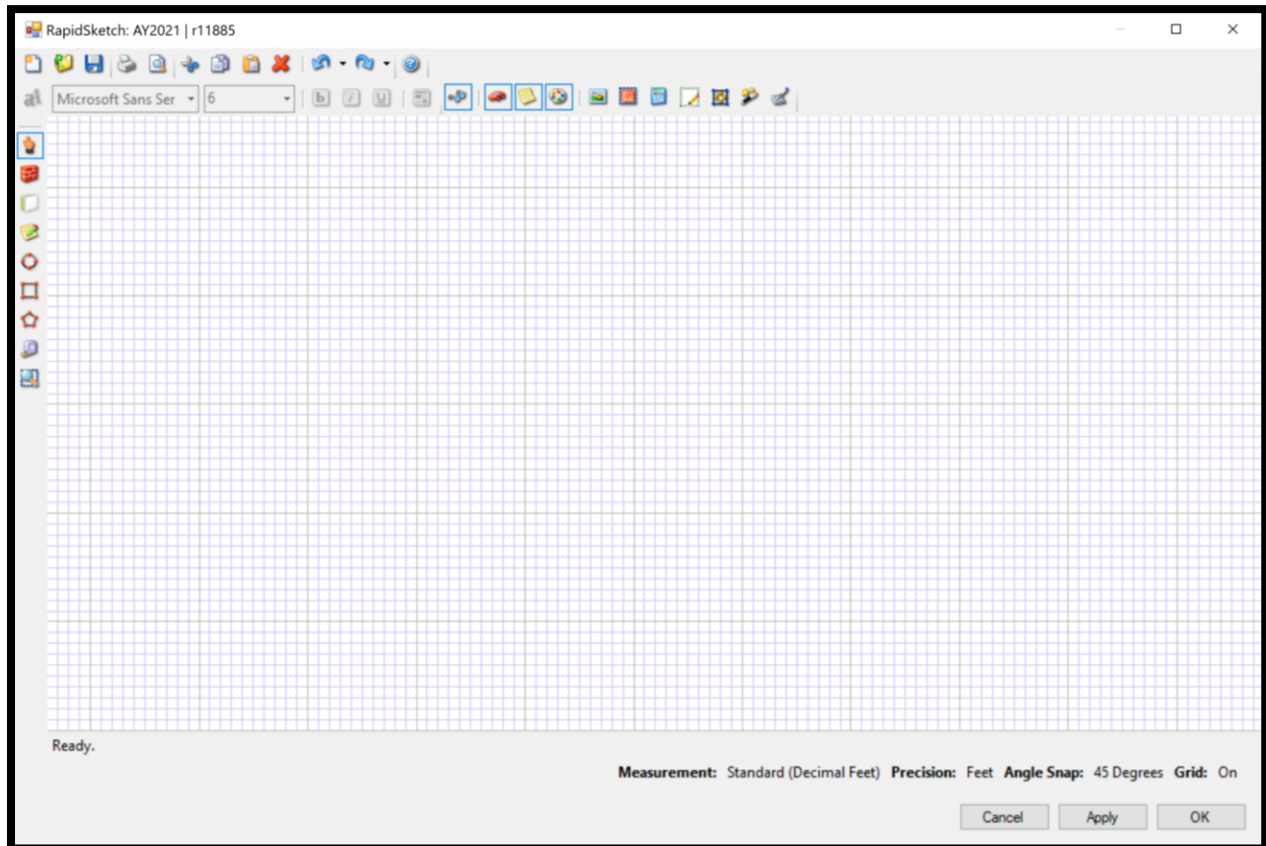 RapidSketch: AY2021 | r11885
Microsoft Sans Ser 6 b I U
Ready.
Measurement: Standard (Decimal Feet) Precision: Feet Angle Snap: 45 Degrees Grid: On
Cancel Apply OK